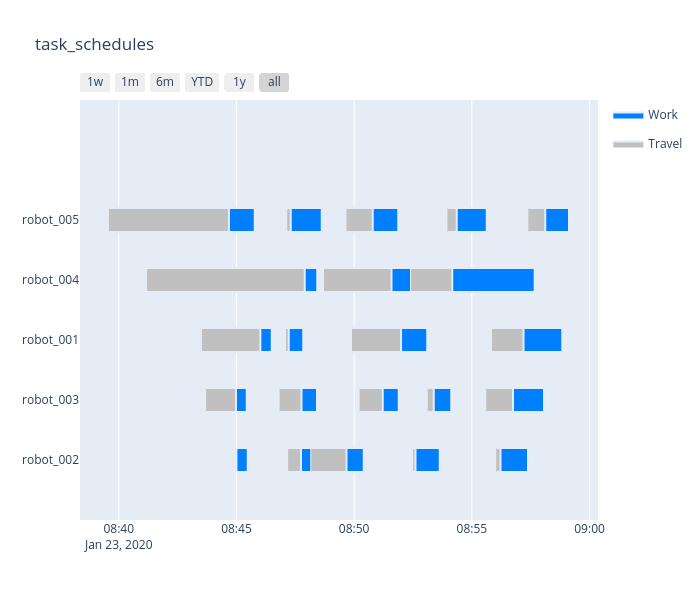 task_schedules
1w 1m 6m YTD 1y all
Work
Travel
robot_005
robot_004
robot_001
robot_003
robot_002
08:40 08:45 08:50 08:55 09:00
Jan 23, 2020